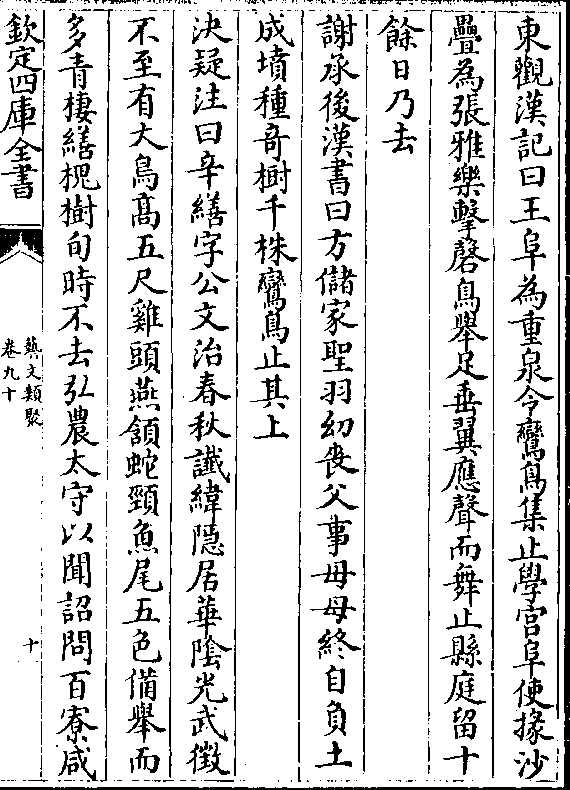 東觀漢記曰王阜為重泉令鸞鳥集止學宫阜使掾沙
疊為張雅樂擊磬鳥舉足垂翼應聲而舞止縣庭留十
餘日乃去
謝承後漢書曰方儲家聖羽幼喪父事母母終自負土
成墳種竒樹千株鸞鳥止其上
決疑注曰辛繕字公文治春秋讖緯隠居華隂光武徴
不至有大鳥髙五尺雞頭燕頷蛇頸魚尾五色備舉而
多青棲繕槐樹旬時不去弘農太守以聞詔問百寮咸
欽定四庫全書
藝文類聚
卷九十
十